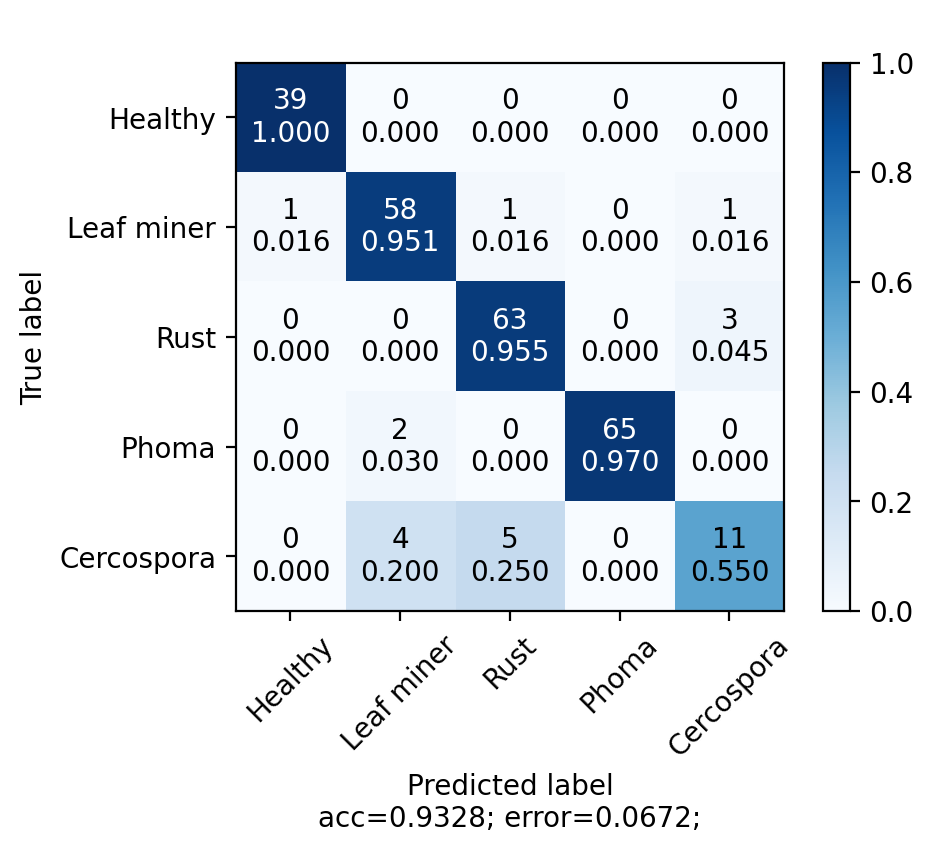 39 0 0 0 0 1.0
Healthy
1.000 0.000 0.000 0.000 0.000
0.8
1 58 1 0 1
Leaf miner
0.016 0.951 0.016 0.000 0.016
0.6
0 0 63 0 3
Rust
0.000 0.000 0.955 0.000 0.045
True label
0.4
0 2 0 65 0
Phoma
0.000 0.030 0.000 0.970 0.000
0.2
0 4 5 0 11
Cercospora
0.000 0.200 0.250 0.000 0.550
0.0
Healthy
Leaf miner
Rust
Phoma
Cercospora
Predicted label
acc=0.9328; error=0.0672;